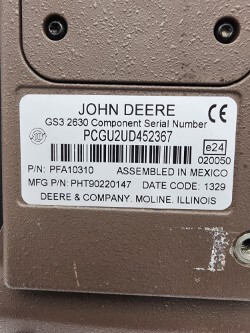 JOHN DEERE
CE
GS3 2630 Component Serial Number
PCGU2UD452367
e24
020050
P/N: PFA10310 ASSEMBLED IN MEXICO
MFG P/N: PHT90220147 DATE CODE: 1329
DEERE & COMPANY. MOLINE. ILLINOIS